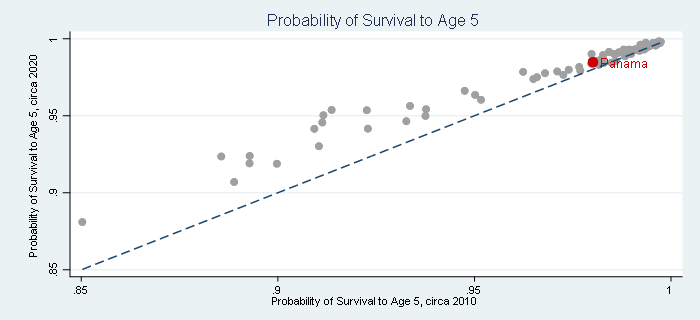 Probability of Survival to Age 5
Probability of Survival to Age 5, circa 2020
1
.95
.9
.85
Panama
.85
.9
.95
1
Probability of Survival to Age 5, circa 2010